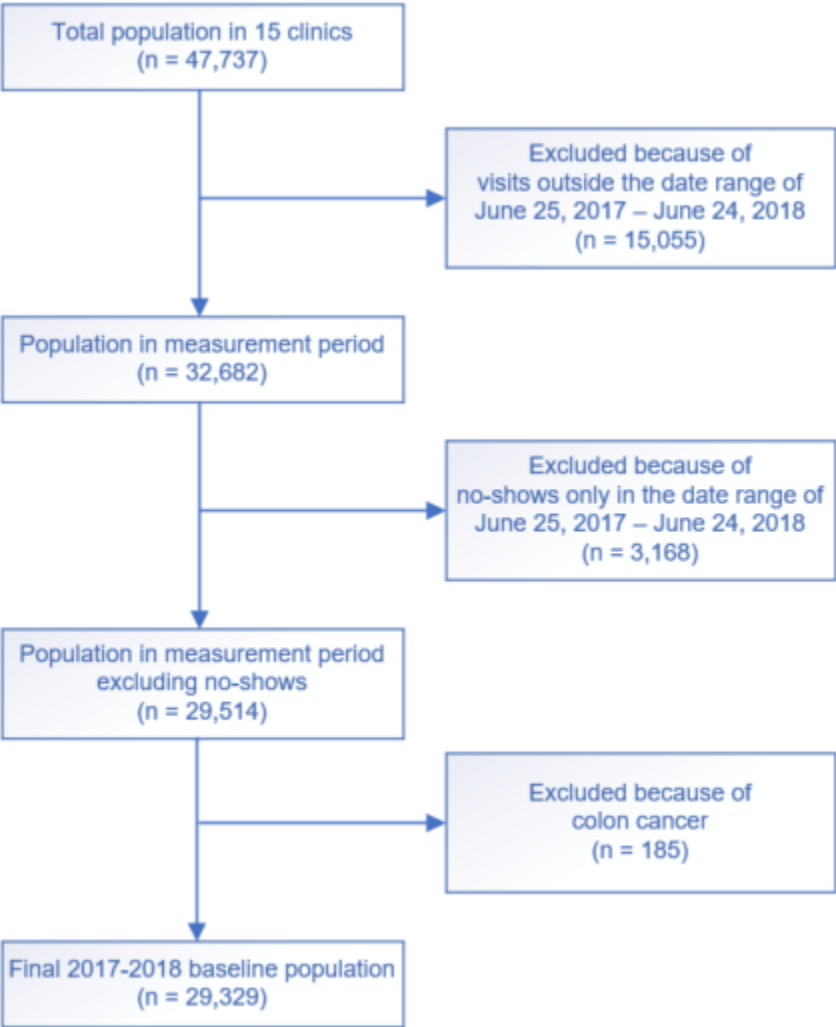 Total population in 15 clinics
(n = 47,737)
Excluded because of
visits outside the date range of
June 25, 2017 – June 24, 2018
(n = 15,055)
Population in measurement period
(n = 32,682)
Excluded because of
no-shows only in the date range of
June 25, 2017 – June 24, 2018
(n = 3,168)
Population in measurement period
excluding no-shows
(n = 29,514)
Excluded because of
colon cancer
(n = 185)
Final 2017-2018 baseline population
(n = 29,329)